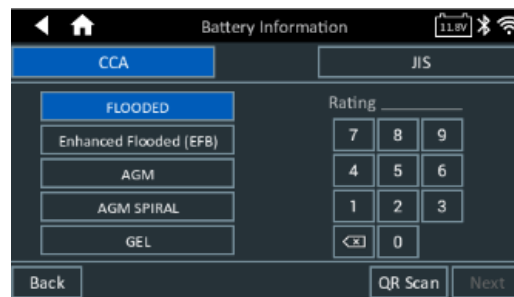 Battery Information 11.8V
CCA JIS
FLOODED
Enhanced Flooded (EFB)
AGM
AGM SPIRAL
GEL
Rating
7 8 9
4 5 6
1 2 3
0
Back QR Scan Next